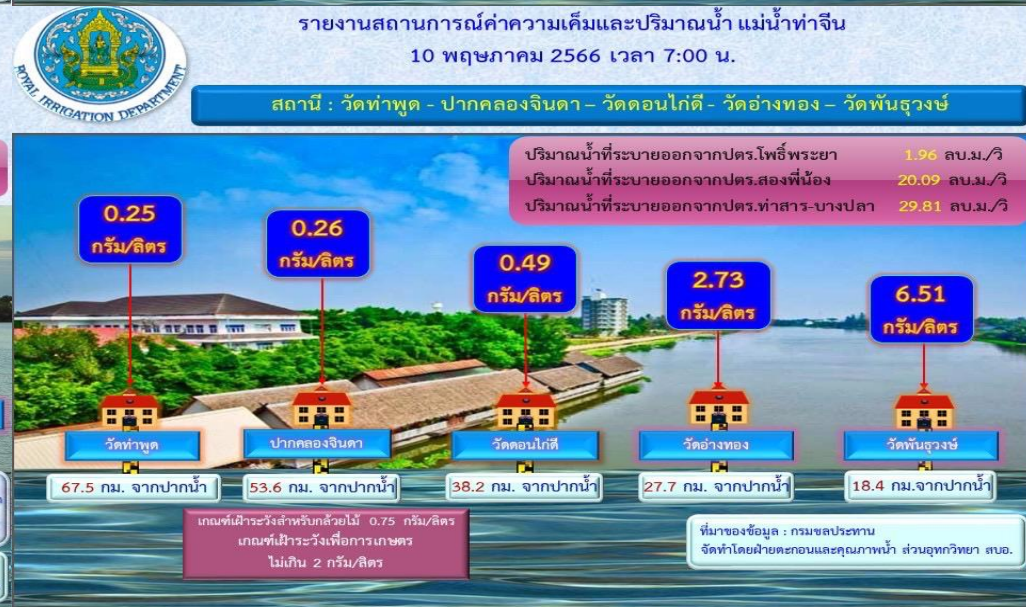 รายงานสถานการณ์ค่าความเค็มและปริมาณน้ำ แม่น้ำท่าจีน
10 พฤษภาคม 2566 เวลา 7:00 น.
ROYAL IRRIGATION DEPARTMENT
สถานี : วัดท่าพูด - ปากคลองจินดา – วัดดอนไก่ดี - วัดอ่างทอง – วัดพันธุวงษ์
ปริมาณน้ำที่ระบายออกจากปตร.โพธิ์พระยา 1.96 ลบ.ม./วิ
ปริมาณน้ำที่ระบายออกจากปตร.สองพี่น้อง 20.09 ลบ.ม./วิ
ปริมาณน้ำที่ระบายออกจากปตร.ท่าสาร-บางปลา 29.81 ลบ.ม./วิ
0.25
กรัม/ลิตร
0.26
กรัม/ลิตร
0.49
กรัม/ลิตร
2.73
กรัม/ลิตร
6.51
กรัม/ลิตร
วัดท่าพูด
ปากคลองจินดา
วัดดอนไก่ดี
วัดอ่างทอง
วัดพันธุวงษ์
67.5 กม. จากปากน้ำ
53.6 กม. จากปากน้ำ
38.2 กม. จากปากน้ำ
27.7 กม. จากปากน้ำ
18.4 กม.จากปากน้ำ
เกณฑ์เฝ้าระวังสำหรับกล้วยไม้ 0.75 กรัม/ลิตร
เกณฑ์เฝ้าระวังเพื่อการเกษตร
ไม่เกิน 2 กรัม/ลิตร
ที่มาของข้อมูล : กรมชลประทาน
จัดทำโดยฝ่ายตะกอนและคุณภาพน้ำ ส่วนอุทกวิทยา สบอ.